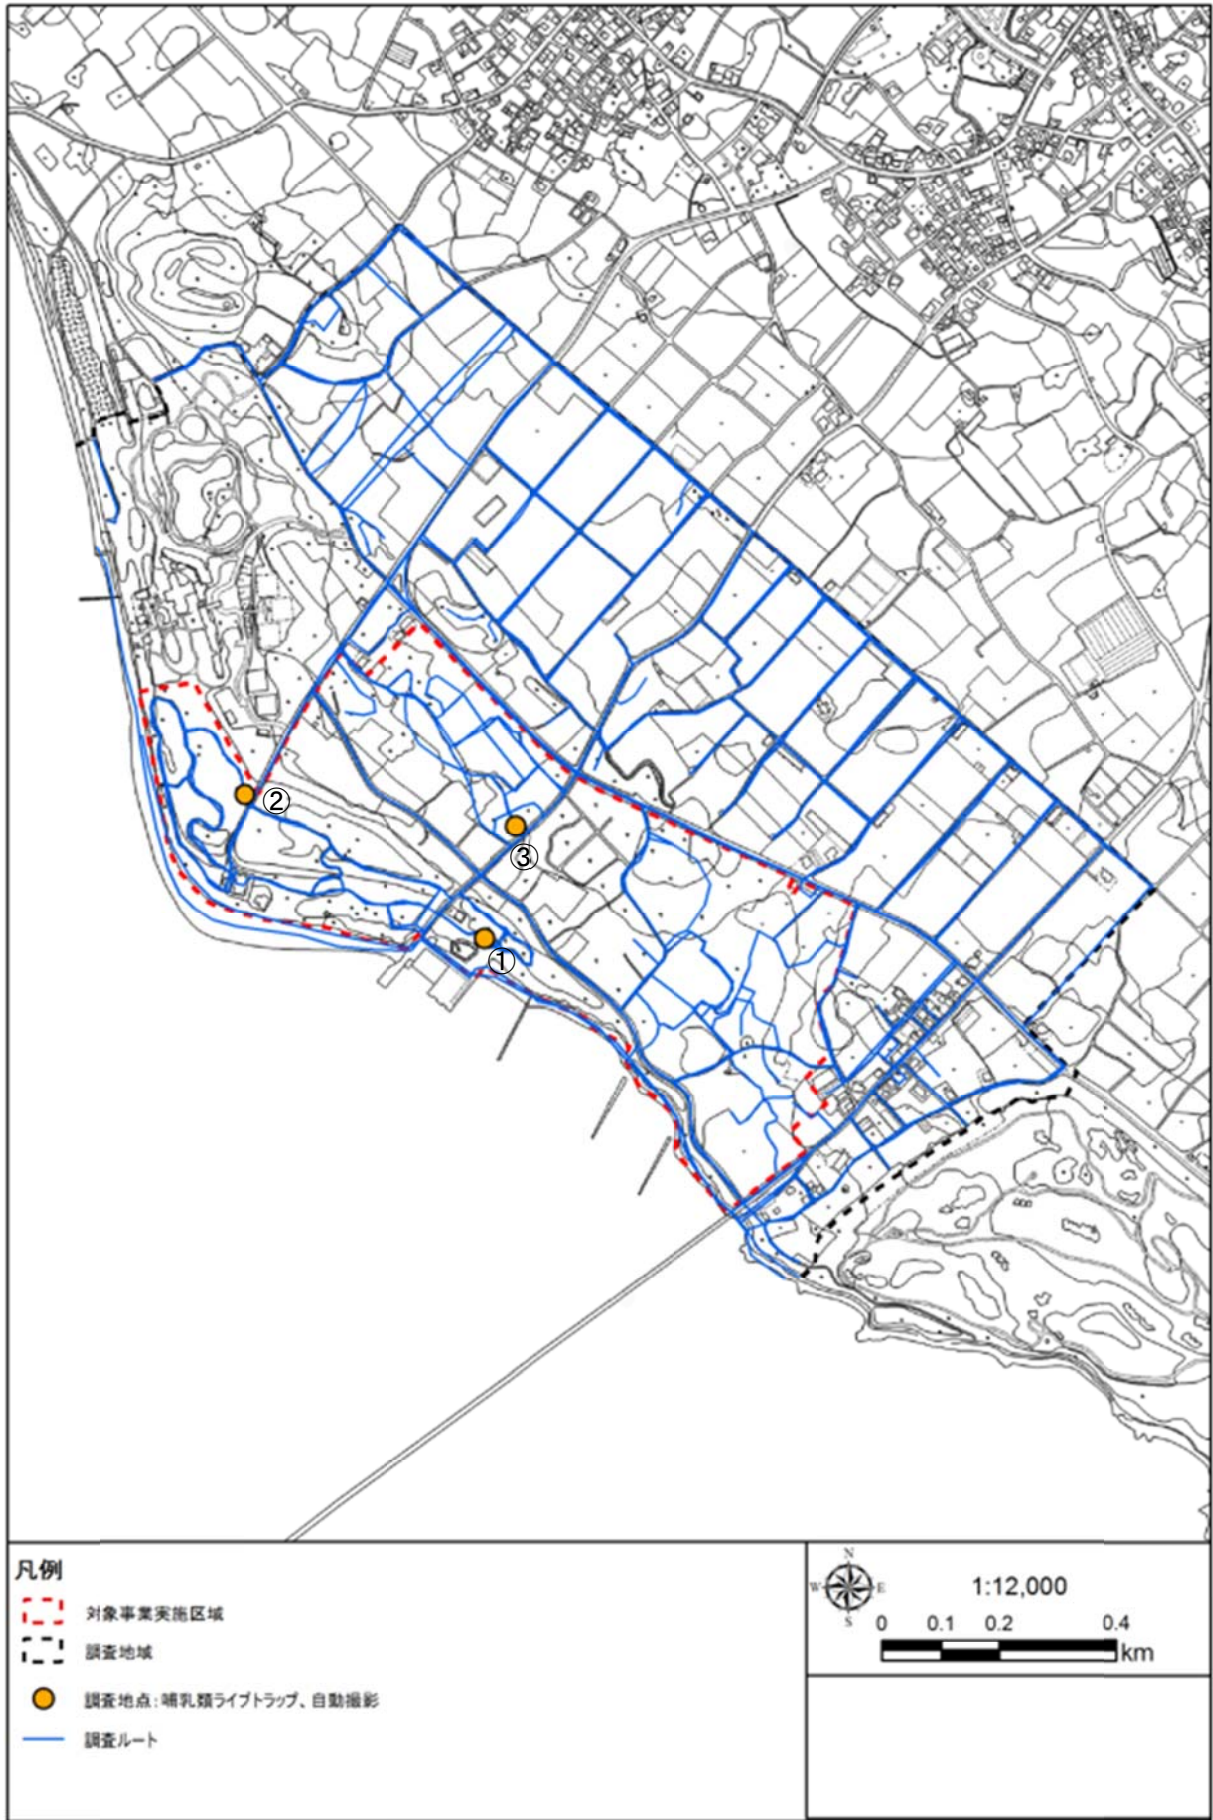 ②
③
①
凡例
対象事業実施区域
調査地域
調査地点：哺乳類ライブトラップ、自動撮影
調査ルート
N
W E
S
1:12,000
0 0.1 0.2 0.4
km